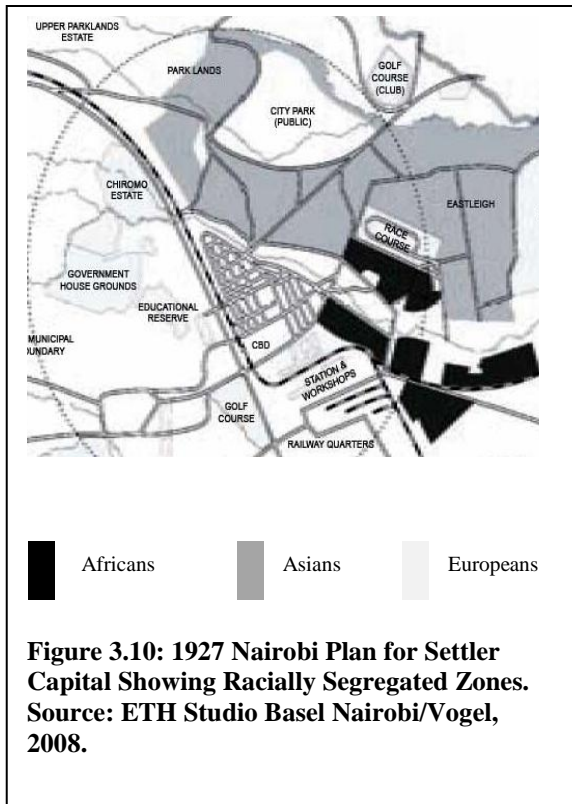 UPPER PARKLANDS
ESTATE
PARK LANDS
GOLF
COURSE
(CLUB)
CITY PARK
(PUBLIC)
CHIROMO
ESTATE
EASTLEIGH
RACE
COURSE
GOVERNMENT
HOUSE GROUNDS
EDUCATIONAL
RESERVE
MUNICIPAL
OUNDARY
CBD
STATION &
WORKSHOPS
GOLF
COURSE
RAILWAY QUARTERS
Africans
Asians
Europeans
Figure 3.10: 1927 Nairobi Plan for Settler
Capital Showing Racially Segregated Zones.
Source: ETH Studio Basel Nairobi/Vogel,
2008.